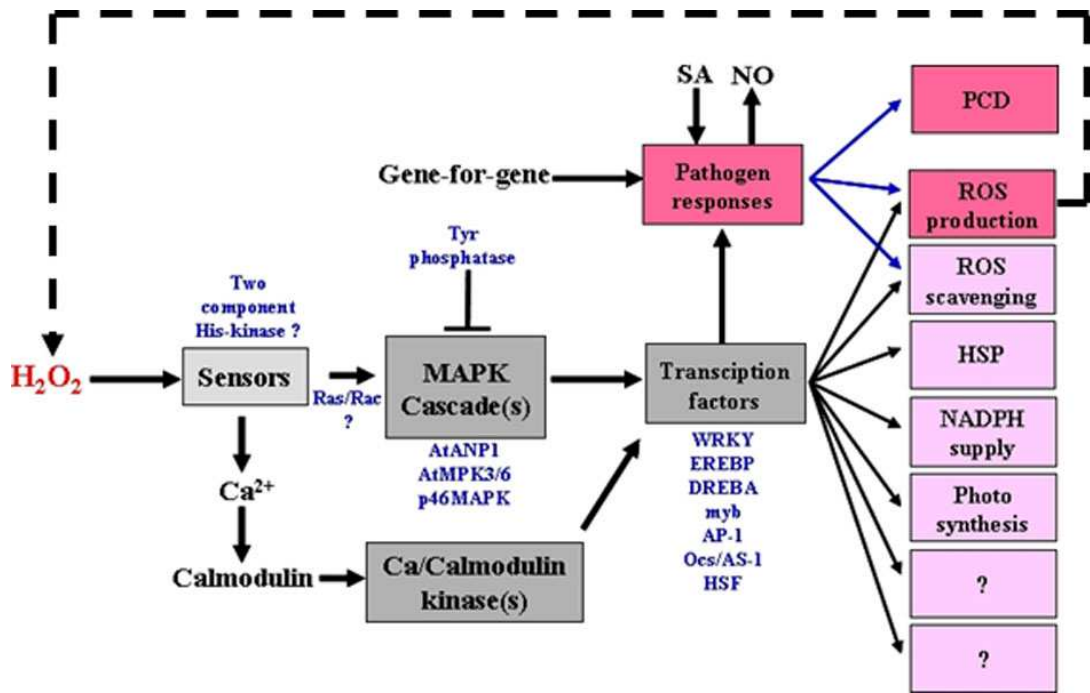 SA NO
PCD
Gene-for-gene
Pathogen
responses
ROS
production
Tyr
phosphatase
ROS
scavenging
Two
component
His-kinase ?
H₂O₂
Sensors
Ras/Rac
?
MAPK
Cascade(s)
Transciption
factors
HSP
AtANP1
AtMPK3/6
p46MAPK
WRKY
EREBP
DREBA
myb
AP-1
Ocs/AS-1
HSF
NADPH
supply
Ca²⁺
Photo
synthesis
Calmodulin
Ca/Calmodulin
kinase(s)
?
?